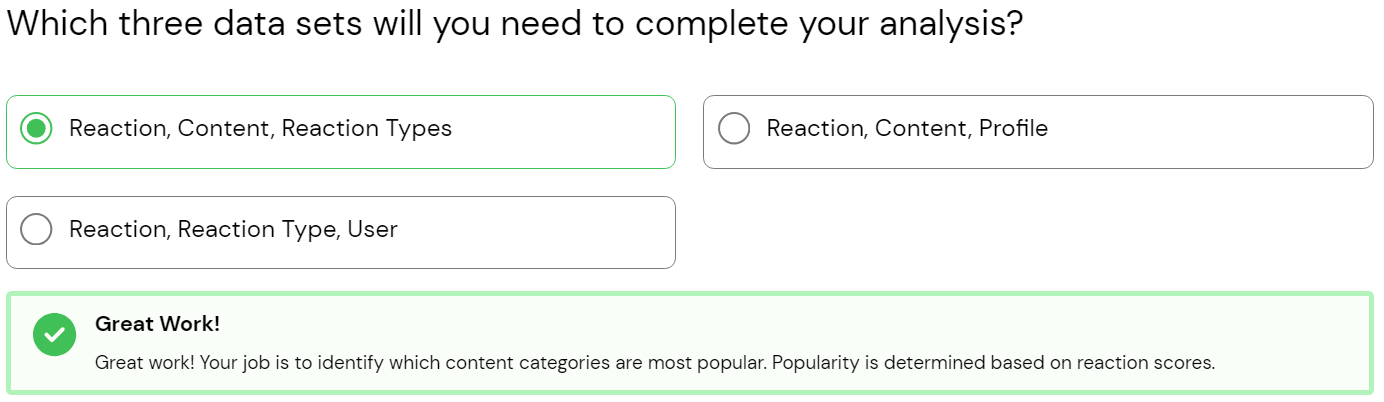 Which three data sets will you need to complete your analysis?
Reaction, Content, Reaction Types
Reaction, Content, Profile
Reaction, Reaction Type, User
Great Work!
Great work! Your job is to identify which content categories are most popular. Popularity is determined based on reaction scores.